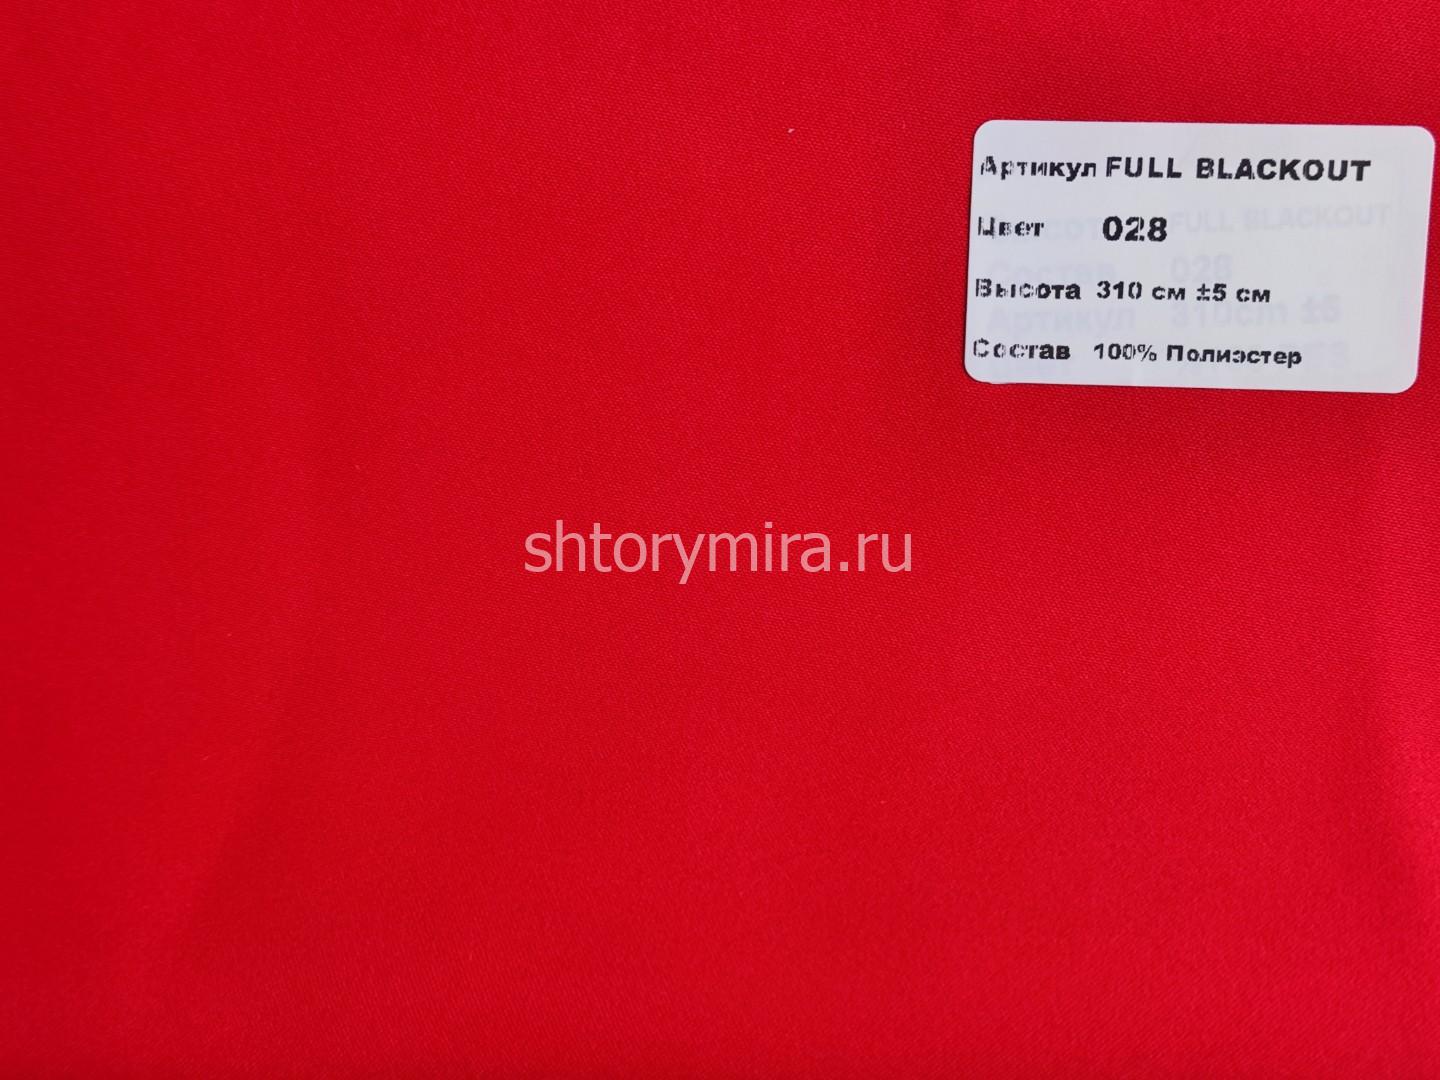 Артикул FULL BLACKOUT
Цвет 028
Высота 310 см ±5 см
Состав 100% Полиэстер
shtorymira.ru